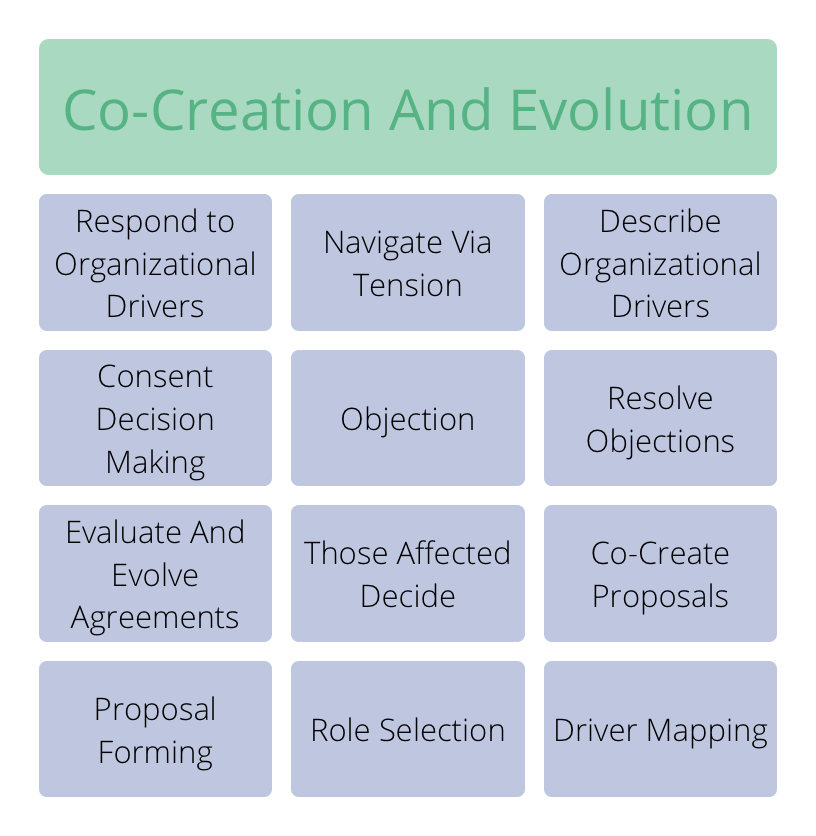 Co-Creation And Evolution
Respond to
Organizational
Drivers
Navigate Via
Tension
Describe
Organizational
Drivers
Consent
Decision
Making
Objection
Resolve
Objections
Evaluate And
Evolve
Agreements
Those Affected
Decide
Co-Create
Proposals
Proposal
Forming
Role Selection
Driver Mapping